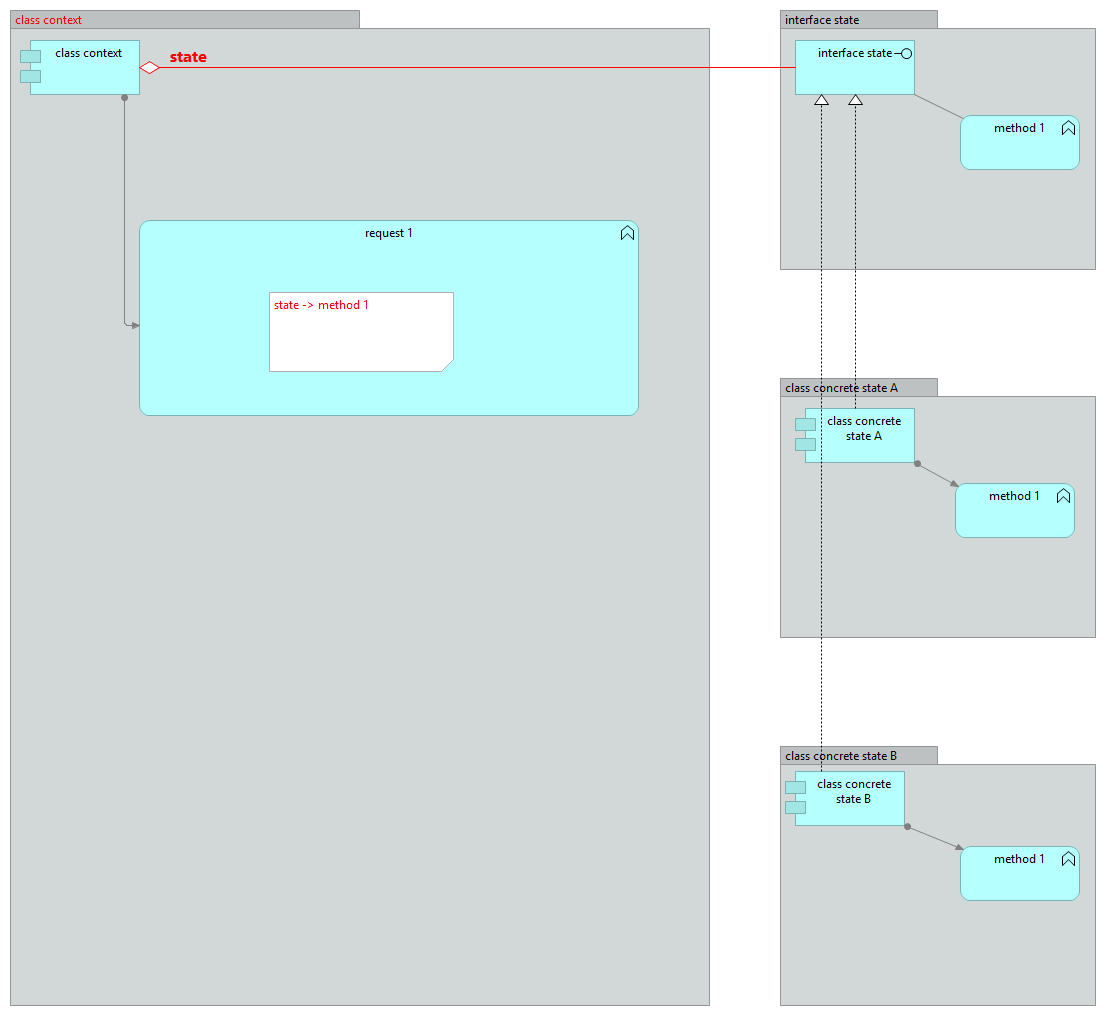 class context
class context
state
request 1
state -> method 1
interface state
interface state
method 1
class concrete state A
class concrete
state A
method 1
class concrete state B
class concrete
state B
method 1